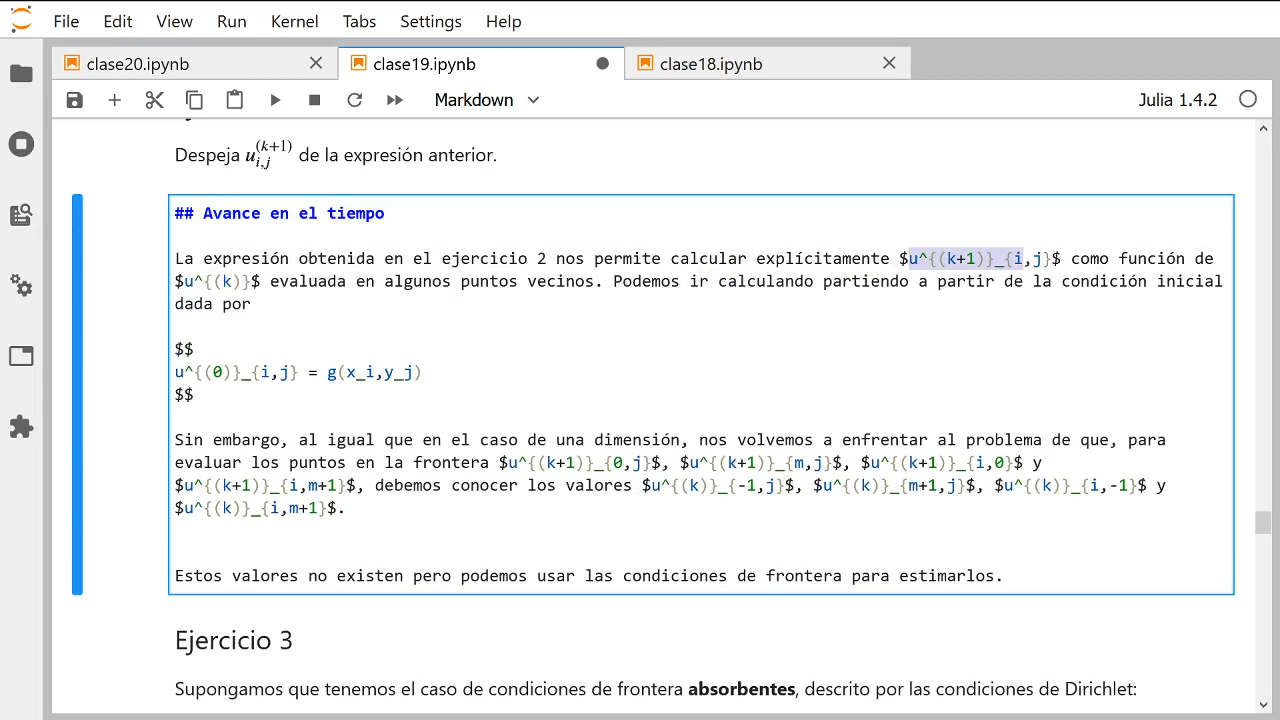 File Edit View Run Kernel Tabs Settings Help
clase20.ipynb clase19.ipynb clase18.ipynb
Markdown Julia 1.4.2
Despeja u_{i,j}^{(k+1)} de la expresión anterior.
## Avance en el tiempo
La expresión obtenida en el ejercicio 2 nos permite calcular explícitamente $u^{(k+1)}_{i,j}$ como función de
$u^{(k)}$ evaluada en algunos puntos vecinos. Podemos ir calculando partiendo a partir de la condición inicial
dada por
$$
u^{(0)}_{i,j} = g(x_i,y_j)
$$
Sin embargo, al igual que en el caso de una dimensión, nos volvemos a enfrentar al problema de que, para
evaluar los puntos en la frontera $u^{(k+1)}_{0,j}$, $u^{(k+1)}_{m,j}$, $u^{(k+1)}_{i,0}$ y
$u^{(k+1)}_{i,m+1}$, debemos conocer los valores $u^{(k)}_{-1,j}$, $u^{(k)}_{m+1,j}$, $u^{(k)}_{i,-1}$ y
$u^{(k)}_{i,m+1}$.
Estos valores no existen pero podemos usar las condiciones de frontera para estimarlos.
Ejercicio 3
Supongamos que tenemos el caso de condiciones de frontera absorbentes, descrito por las condiciones de Dirichlet: